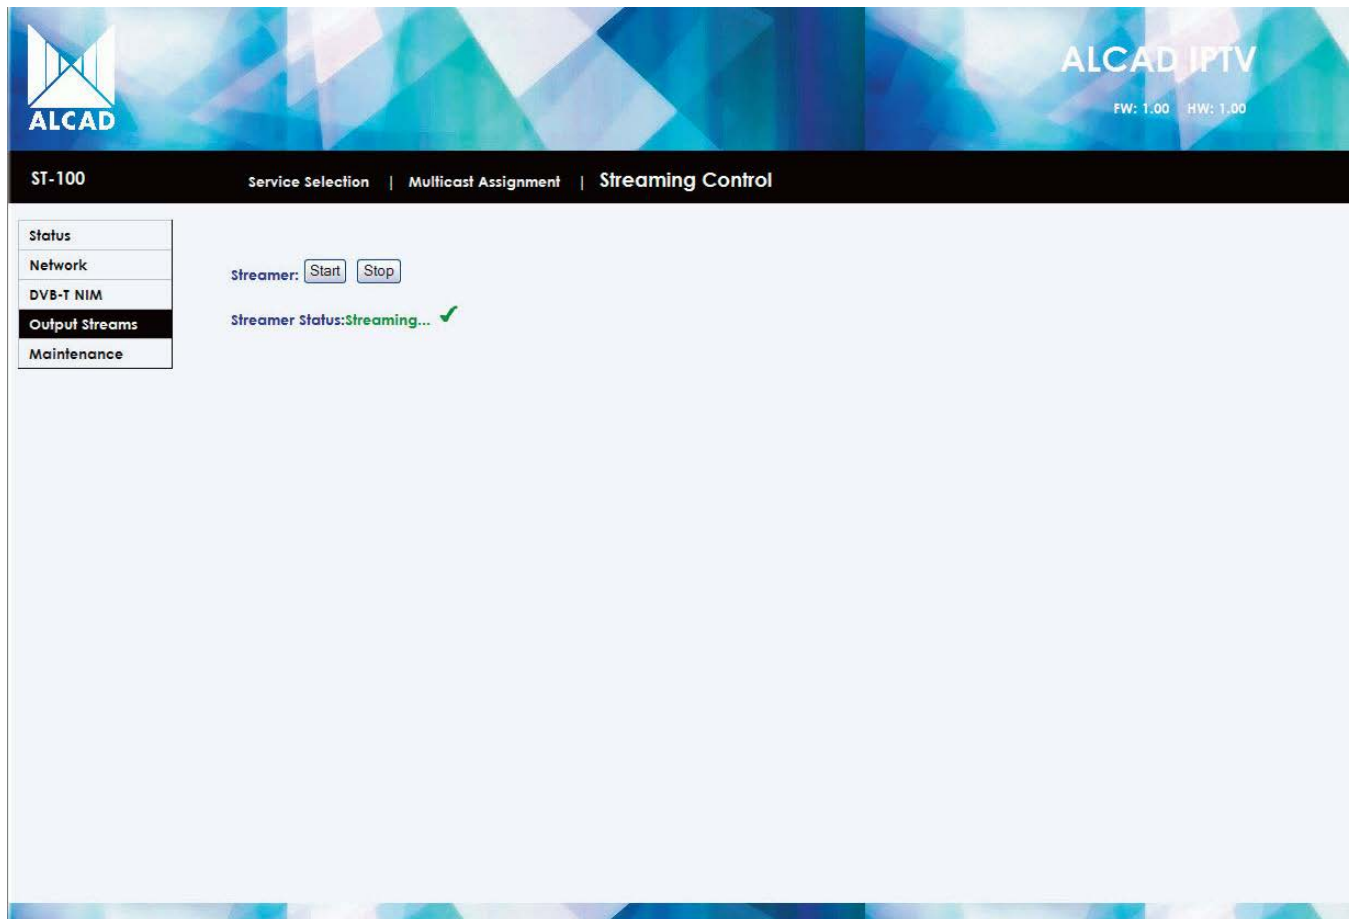 ALCAD
ALCAD IPTV
FW: 1.00 HW: 1.00
ST-100
Service Selection | Multicast Assignment | Streaming Control
Status
Network
DVB-T NIM
Output Streams
Maintenance
Streamer: Start Stop
Streamer Status:Streaming...